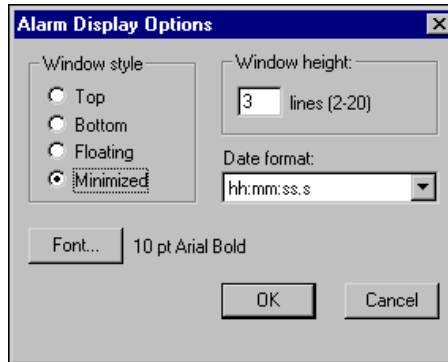 Alarm Display Options
Window style
Top
Bottom
Floating
Minimized
Window height:
3 lines (2-20)
Date format:
hh:mm:ss.s
Font... 10 pt Arial Bold
OK Cancel